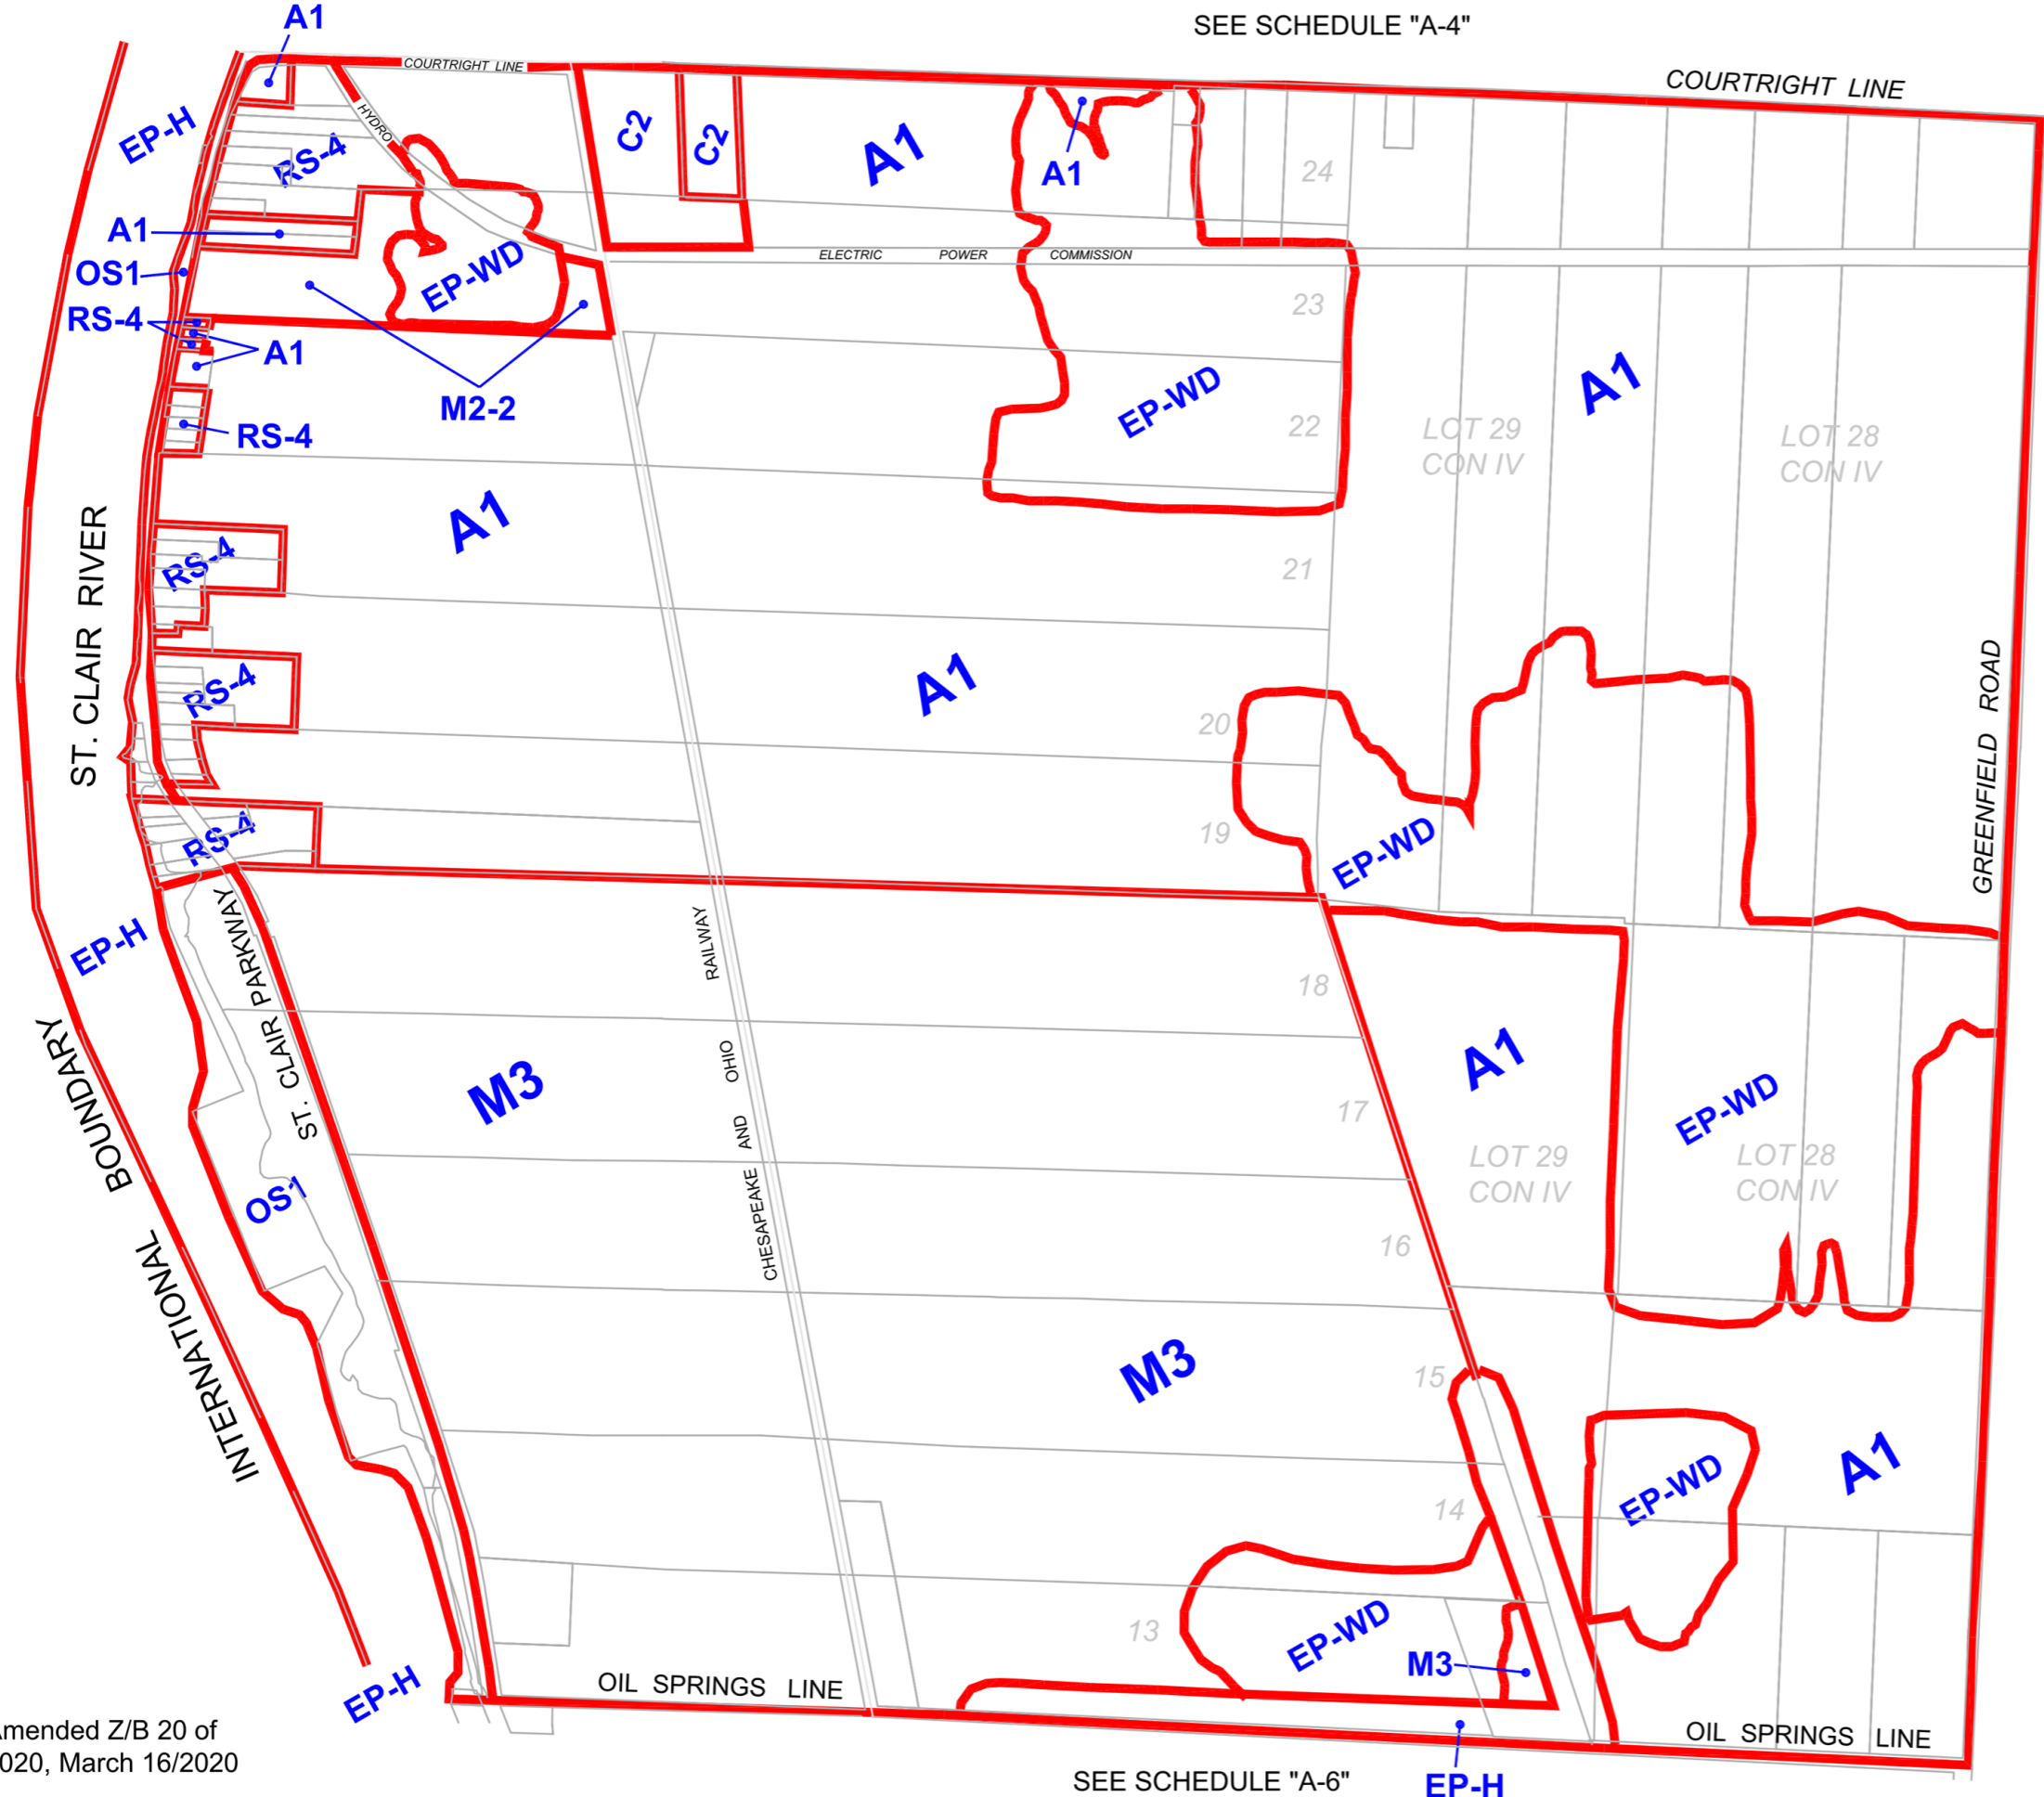 SEE SCHEDULE "A-4"
A1
COURTRIGHT LINE
COURTRIGHT LINE
EP-H
HYDRO
RS-4
C2
C2
A1
A1
24
A1
OS1
EP-WD
ELECTRIC POWER COMMISSION
RS-4
A1
23
M2-2
RS-4
EP-WD
22
A1
LOT 29
CON IV
LOT 28
CON IV
ST. CLAIR RIVER
A1
RS-4
21
RS-4
A1
20
GREENFIELD ROAD
RS-4
19
EP-WD
EP-H
ST. CLAIR PARKWAY
CHESAPEAKE AND OHIO RAILWAY
18
INTERNATIONAL BOUNDARY
M3
17
A1
EP-WD
LOT 29
CON IV
LOT 28
CON IV
OS1
16
M3
15
A1
EP-WD
14
13
EP-WD
M3
EP-H
OIL SPRINGS LINE
OIL SPRINGS LINE
mended Z/B 20 of
020, March 16/2020
SEE SCHEDULE "A-6"
EP-H